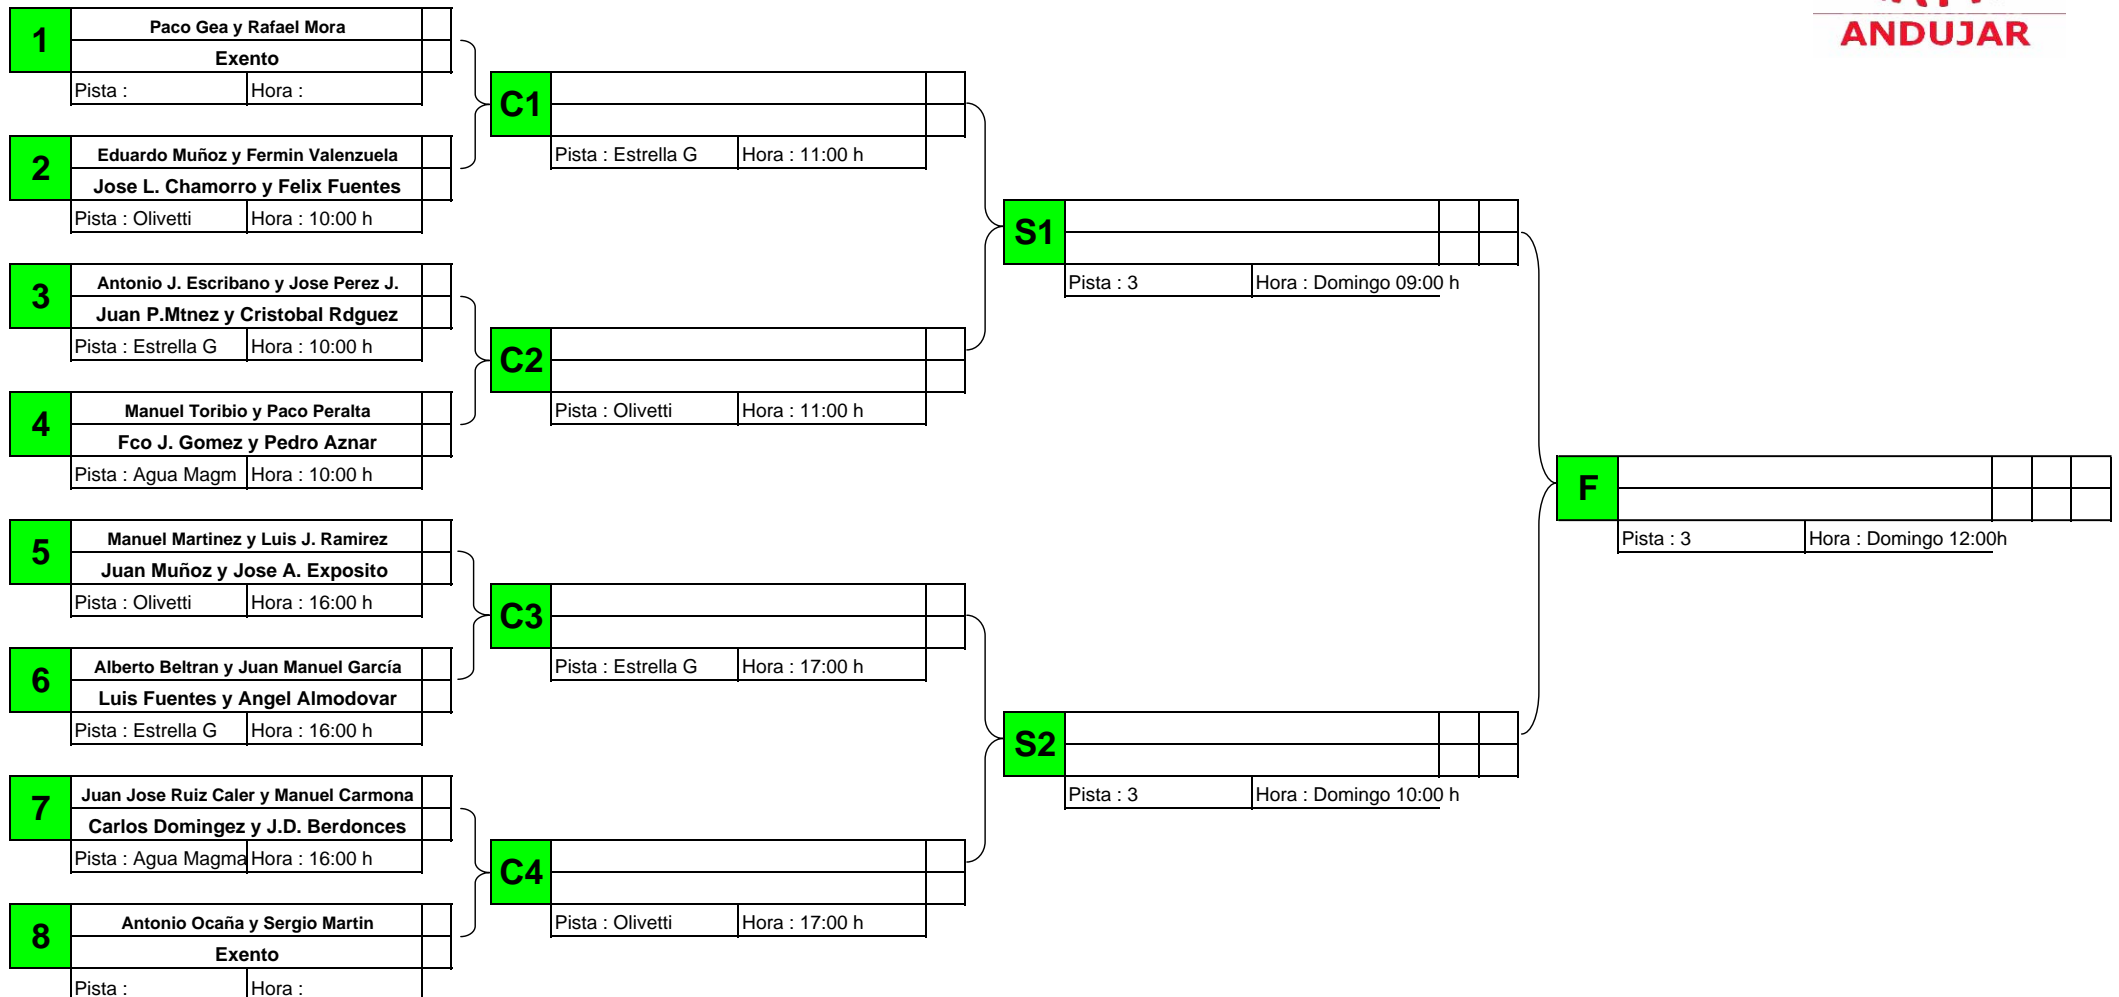 ANDUJAR
1
Paco Gea y Rafael Mora
Exento
Pista :
Hora :
2
Eduardo Muñoz y Fermin Valenzuela
Jose L. Chamorro y Felix Fuentes
Pista : Olivetti
Hora : 10:00 h
3
Antonio J. Escribano y Jose Perez J.
Juan P.Mtnez y Cristobal Rdguez
Pista : Estrella G
Hora : 10:00 h
4
Manuel Toribio y Paco Peralta
Fco J. Gomez y Pedro Aznar
Pista : Agua Magm
Hora : 10:00 h
5
Manuel Martinez y Luis J. Ramirez
Juan Muñoz y Jose A. Exposito
Pista : Olivetti
Hora : 16:00 h
6
Alberto Beltran y Juan Manuel García
Luis Fuentes y Angel Almodovar
Pista : Estrella G
Hora : 16:00 h
7
Juan Jose Ruiz Caler y Manuel Carmona
Carlos Domingez y J.D. Berdonces
Pista : Agua Magma
Hora : 16:00 h
8
Antonio Ocaña y Sergio Martin
Exento
Pista :
Hora :
C1
Pista : Estrella G
Hora : 11:00 h
C2
Pista : Olivetti
Hora : 11:00 h
C3
Pista : Estrella G
Hora : 17:00 h
C4
Pista : Olivetti
Hora : 17:00 h
S1
Pista : 3
Hora : Domingo 09:00 h
S2
Pista : 3
Hora : Domingo 10:00 h
F
Pista : 3
Hora : Domingo 12:00h